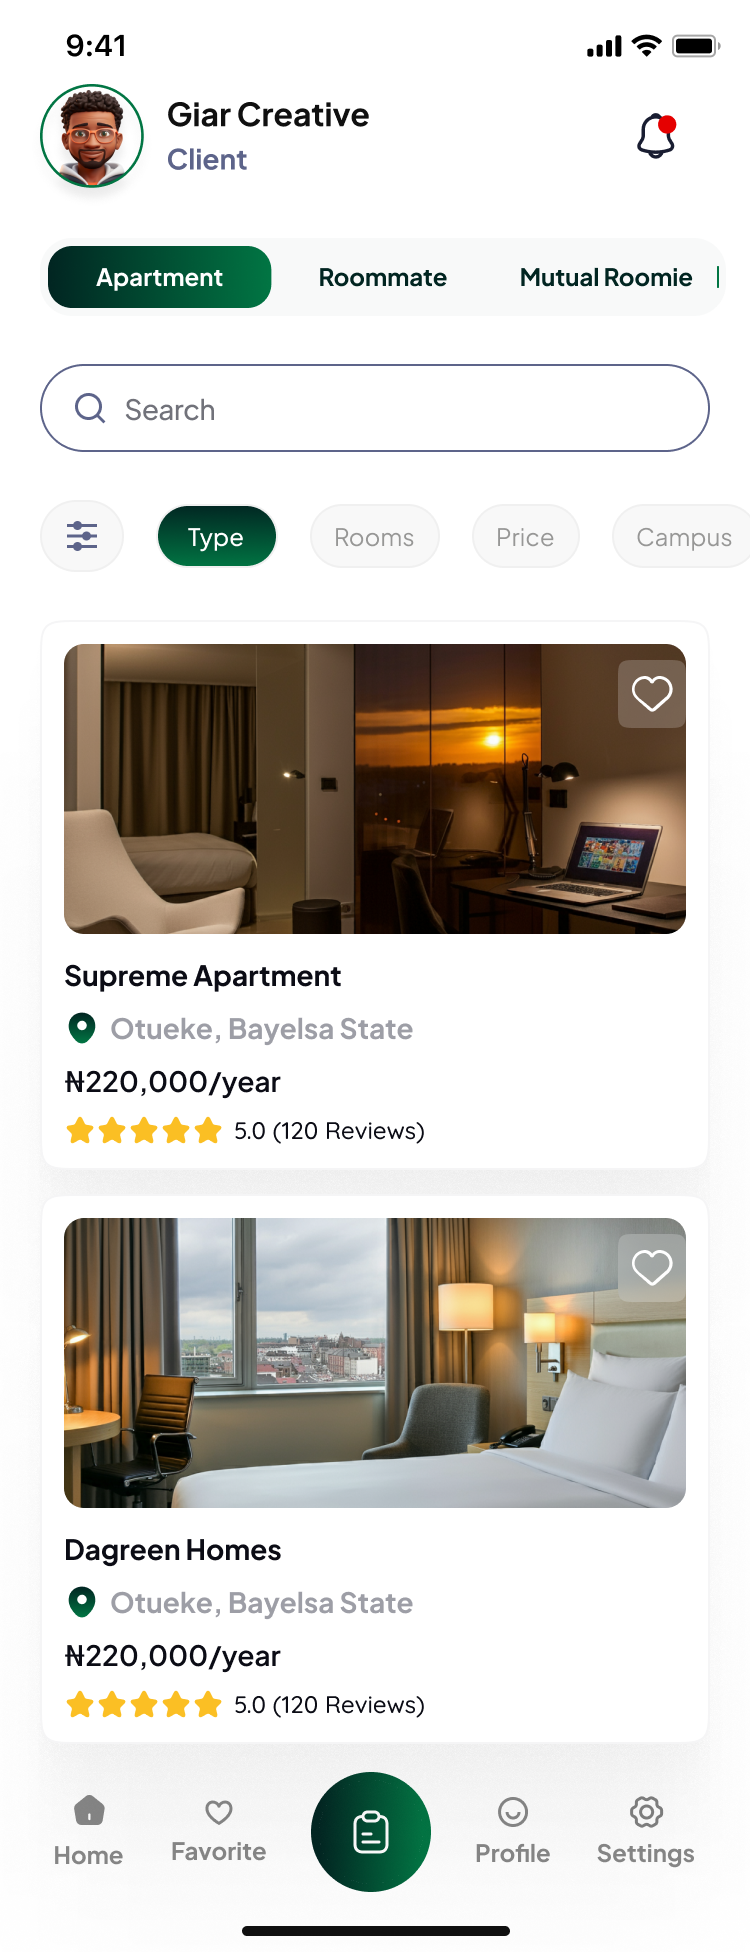 9:41
Giar Creative
Client
Apartment Roommate Mutual Roomie
Search
Type Rooms Price Campus
Supreme Apartment
Otueke, Bayelsa State
₦220,000/year
5.0 (120 Reviews)
Dagreen Homes
Otueke, Bayelsa State
₦220,000/year
5.0 (120 Reviews)
Home Favorite Profile Settings